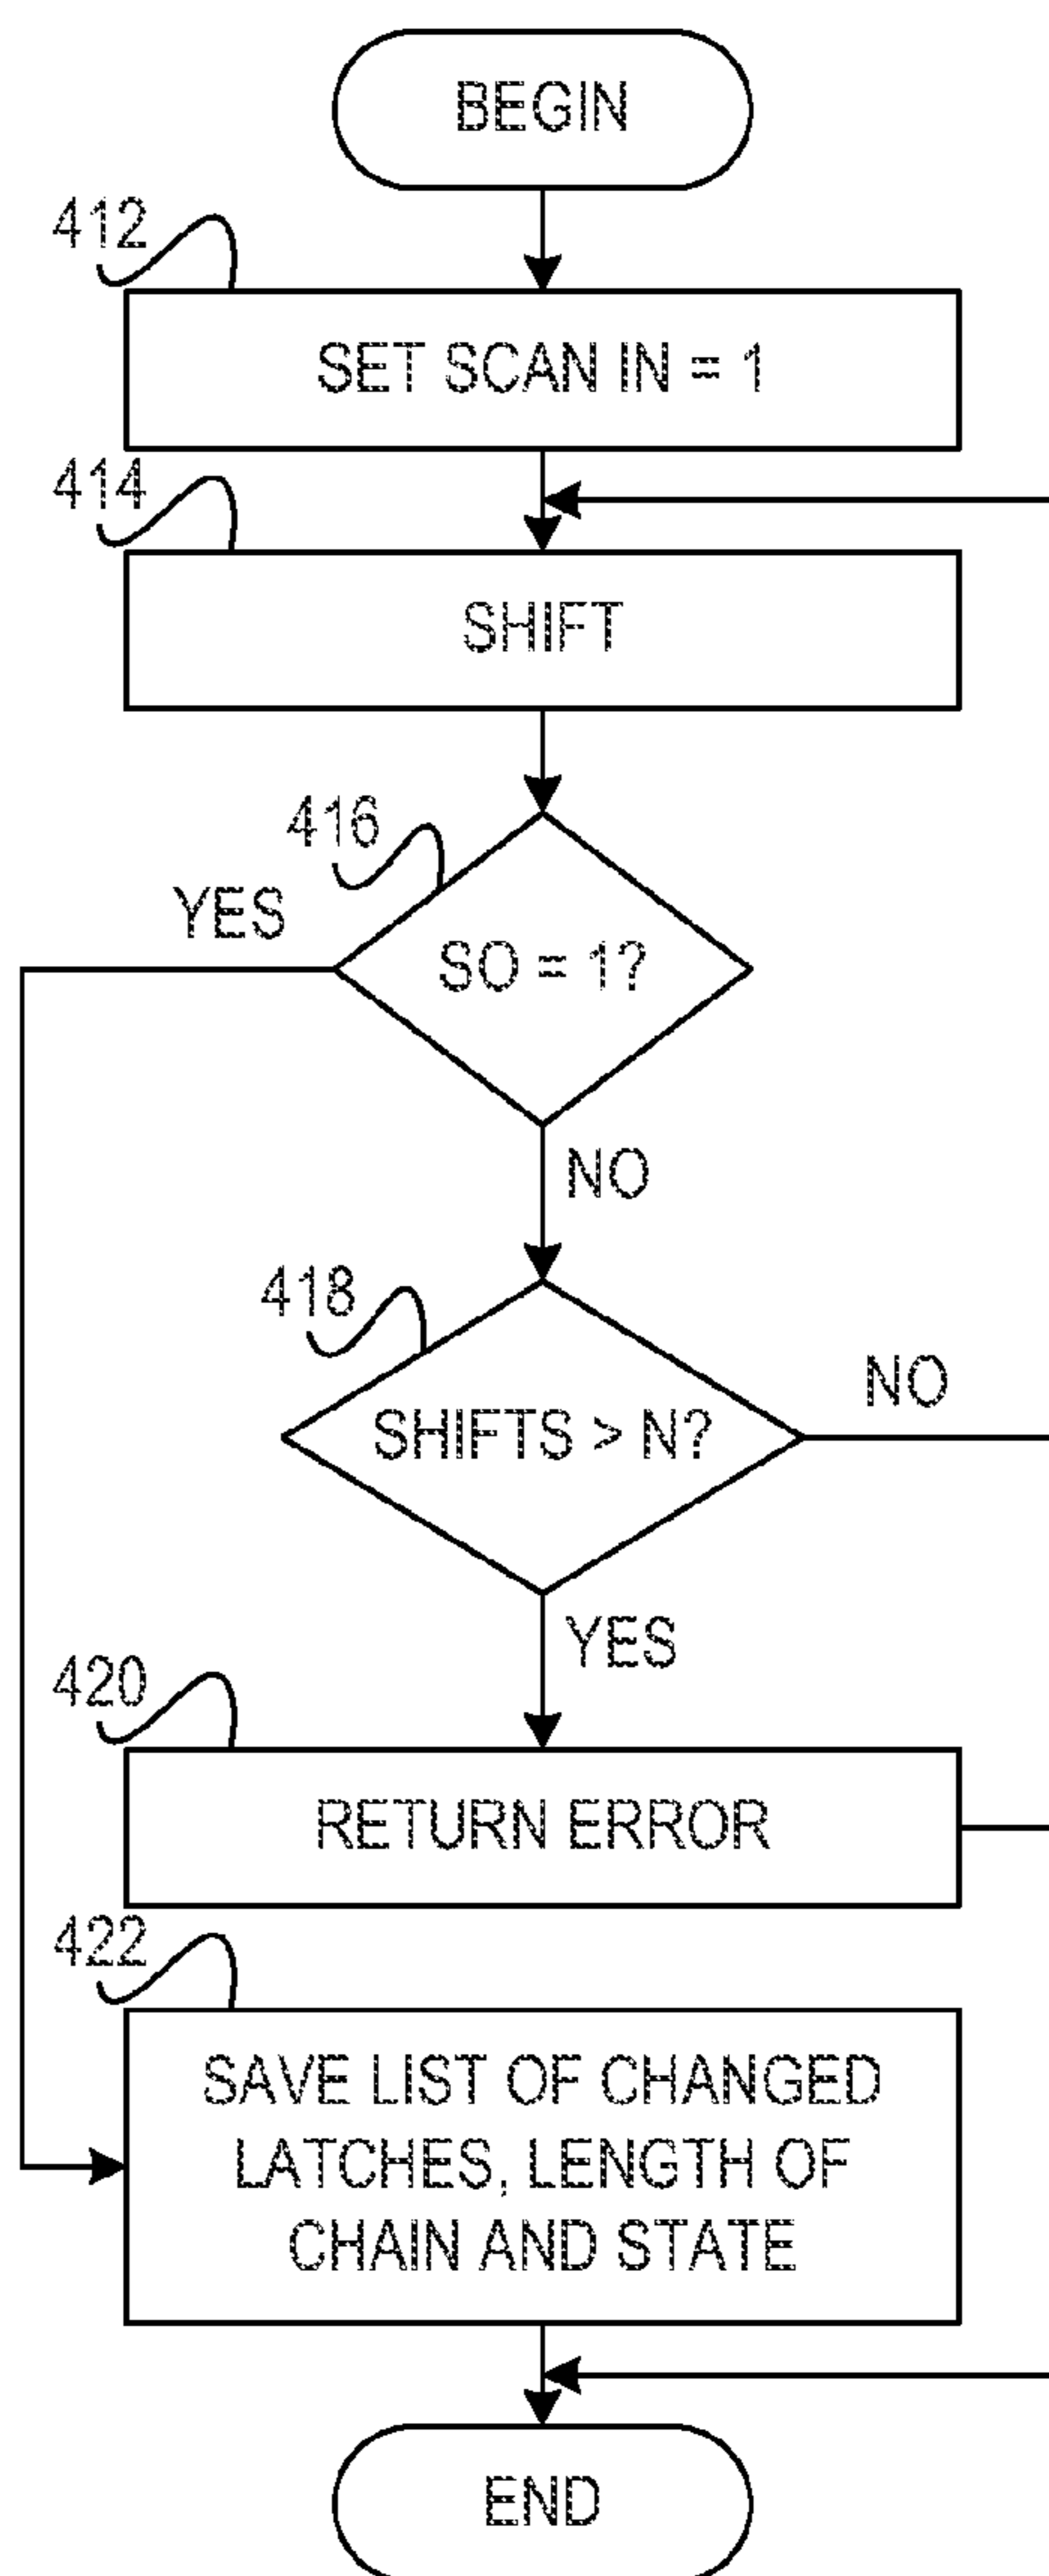 BEGIN
412
SET SCAN IN = 1
414
SHIFT
416
YES
SO = 1?
NO
418
NO
SHIFTS > N?
YES
420
RETURN ERROR
422
SAVE LIST OF CHANGED
LATCHES, LENGTH OF
CHAIN AND STATE
END